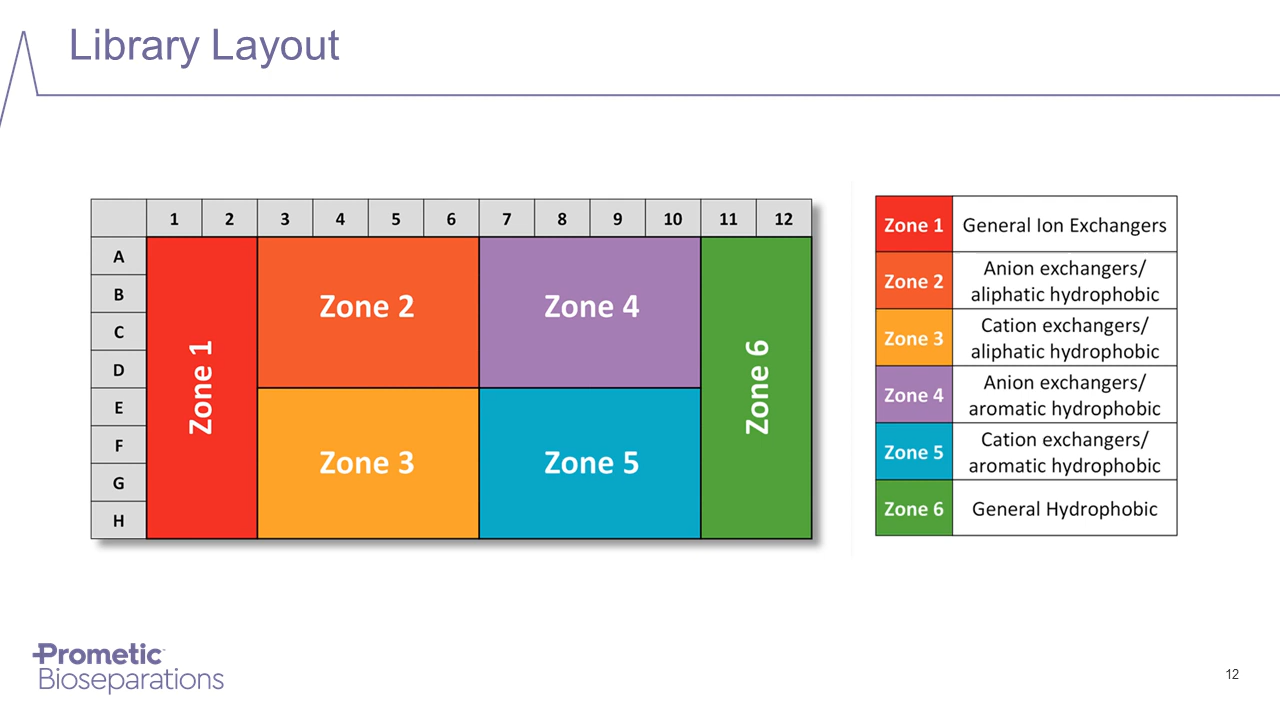 Library Layout
1 2 3 4 5 6 7 8 9 10 11 12
A
B
C
D
E
F
G
H
Zone 1
Zone 2
Zone 3
Zone 4
Zone 5
Zone 6
Zone 1 General Ion Exchangers
Zone 2 Anion exchangers/
aliphatic hydrophobic
Zone 3 Cation exchangers/
aliphatic hydrophobic
Zone 4 Anion exchangers/
aromatic hydrophobic
Zone 5 Cation exchangers/
aromatic hydrophobic
Zone 6 General Hydrophobic
Prometic
Bioseparations
12